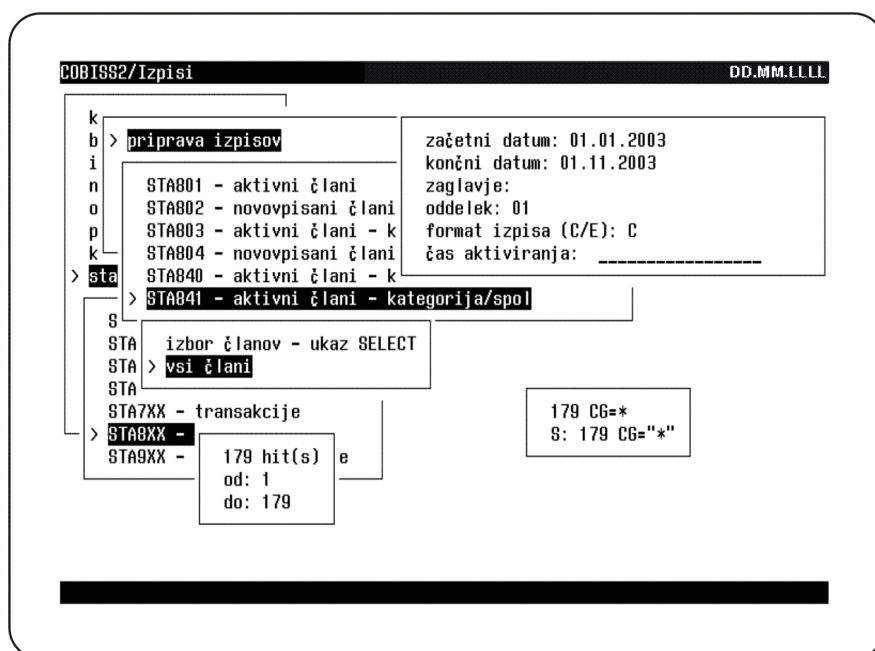 COBISS2/Izpisi DD.MM.LLLL
k
b > priprava izpisov
i
n
o
p
k
> sta
začetni datum: 01.01.2003
končni datum: 01.11.2003
zaglavje:
oddelek: 01
format izpisa (C/E): C
čas aktiviranja: _________________
STA801 - aktivni člani
STA802 - novovpisani člani
STA803 - aktivni člani - k
STA804 - novovpisani člani
STA840 - aktivni člani - k
> STA841 - aktivni člani - kategorija/spol
S
STA
STA
STA
STA7XX - transakcije
> STA8XX -
STA9XX - e
izbor članov - ukaz SELECT
> vsi člani
179 hit(s)
od: 1
do: 179
179 CG=*
S: 179 CG="*"